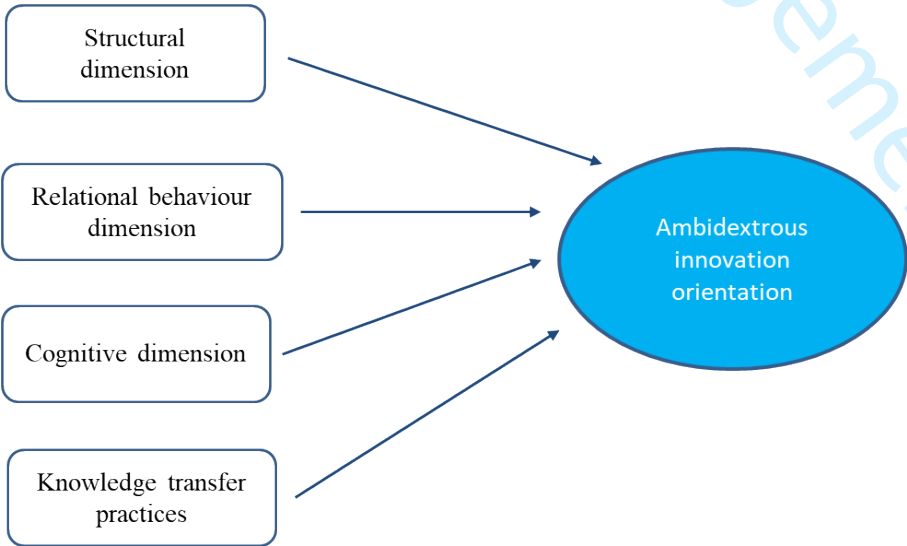 Structural
dimension
Relational behaviour
dimension
Cognitive dimension
Knowledge transfer
practices
Ambidextrous
innovation
orientation